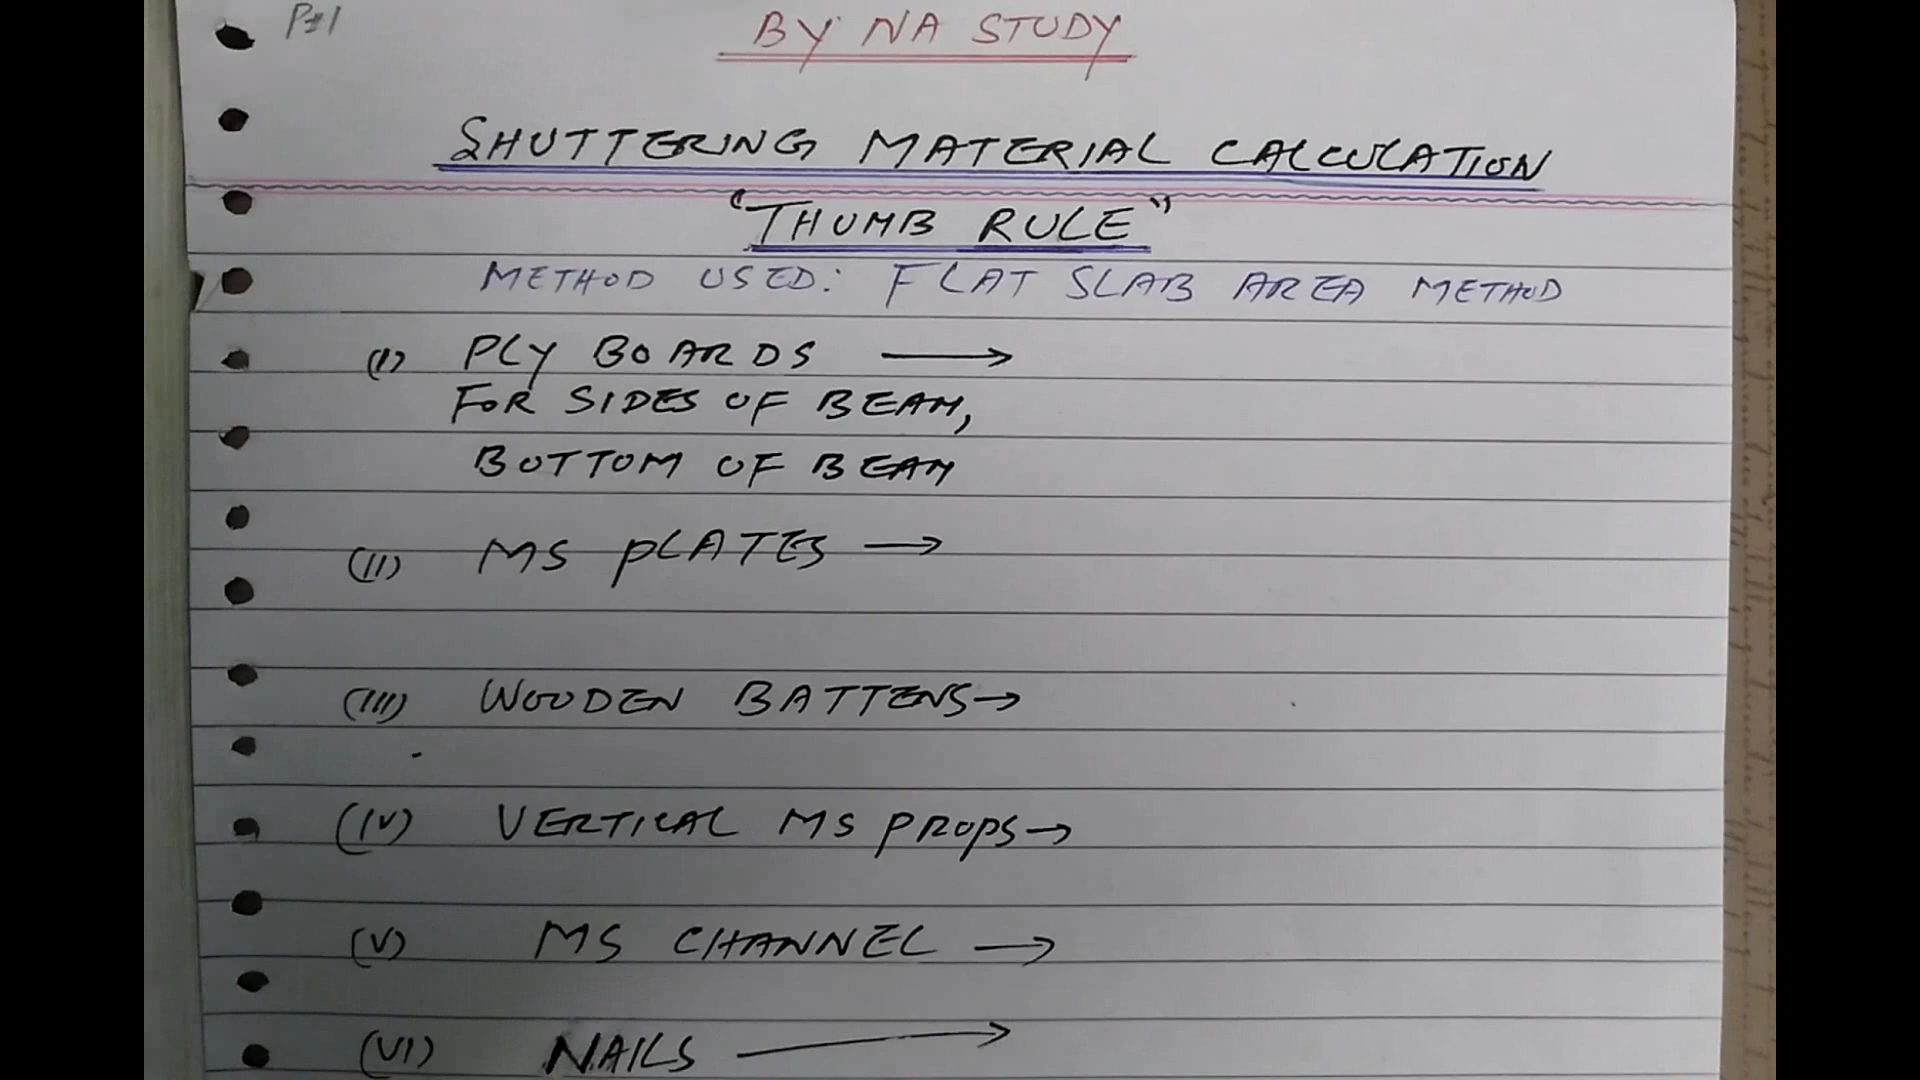 P#1
BY NA STUDY
SHUTTERING MATERIAL CALCULATION
"THUMB RULE"
METHOD USED: FLAT SLAB AREA METHOD
(I) PLY BOARDS →
FOR SIDES OF BEAM,
BOTTOM OF BEAM
(II) MS PLATES →
(III) WOODEN BATTENS →
(IV) VERTICAL MS PROPS →
(V) MS CHANNEL →
(VI) NAILS →